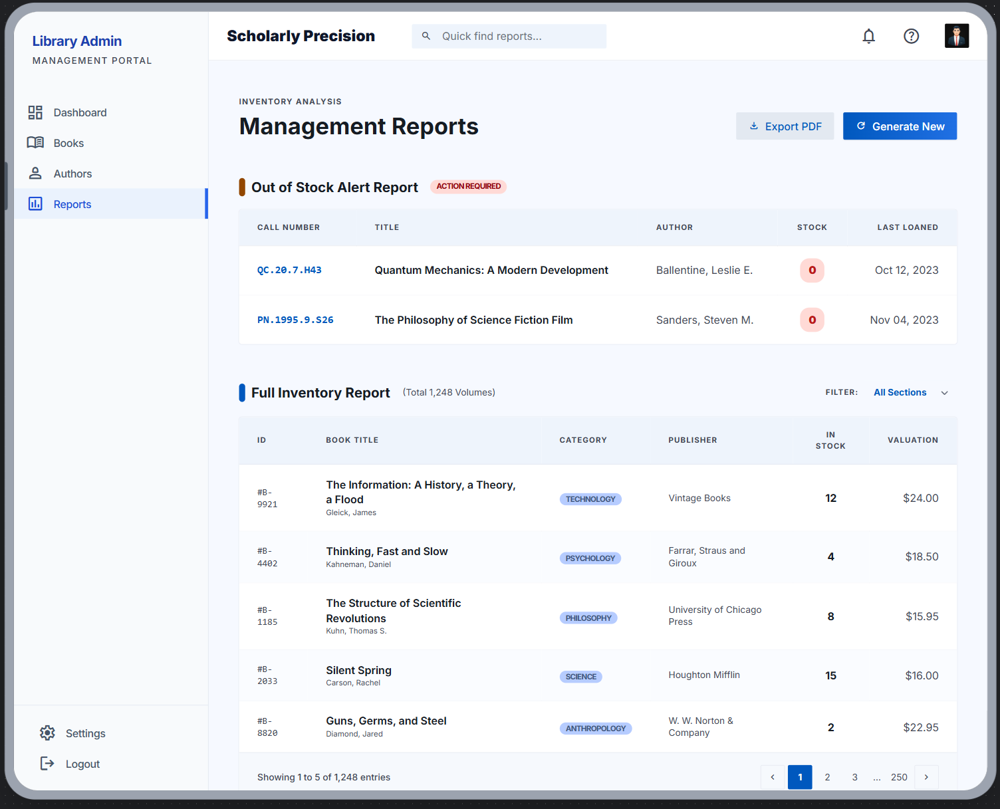 Library Admin
MANAGEMENT PORTAL
Dashboard
Books
Authors
Reports
Settings
Logout
Scholarly Precision
Quick find reports...
INVENTORY ANALYSIS
Management Reports
Export PDF
Generate New
Out of Stock Alert Report ACTION REQUIRED
CALL NUMBER TITLE AUTHOR STOCK LAST LOANED
QC.20.7.H43 Quantum Mechanics: A Modern Development Ballentine, Leslie E. 0 Oct 12, 2023
PN.1995.9.S26 The Philosophy of Science Fiction Film Sanders, Steven M. 0 Nov 04, 2023
Full Inventory Report (Total 1,248 Volumes) FILTER: All Sections
ID BOOK TITLE CATEGORY PUBLISHER IN
STOCK VALUATION
#B-
9921
The Information: A History, a Theory,
a Flood
Gleick, James
TECHNOLOGY
Vintage Books
12
$24.00
#B-
4402
Thinking, Fast and Slow
Kahneman, Daniel
PSYCHOLOGY
Farrar, Straus and
Giroux
4
$18.50
#B-
1185
The Structure of Scientific
Revolutions
Kuhn, Thomas S.
PHILOSOPHY
University of Chicago
Press
8
$15.95
#B-
2033
Silent Spring
Carson, Rachel
SCIENCE
Houghton Mifflin
15
$16.00
#B-
8820
Guns, Germs, and Steel
Diamond, Jared
ANTHROPOLOGY
W. W. Norton &
Company
2
$22.95
Showing 1 to 5 of 1,248 entries
1 2 3 ... 250